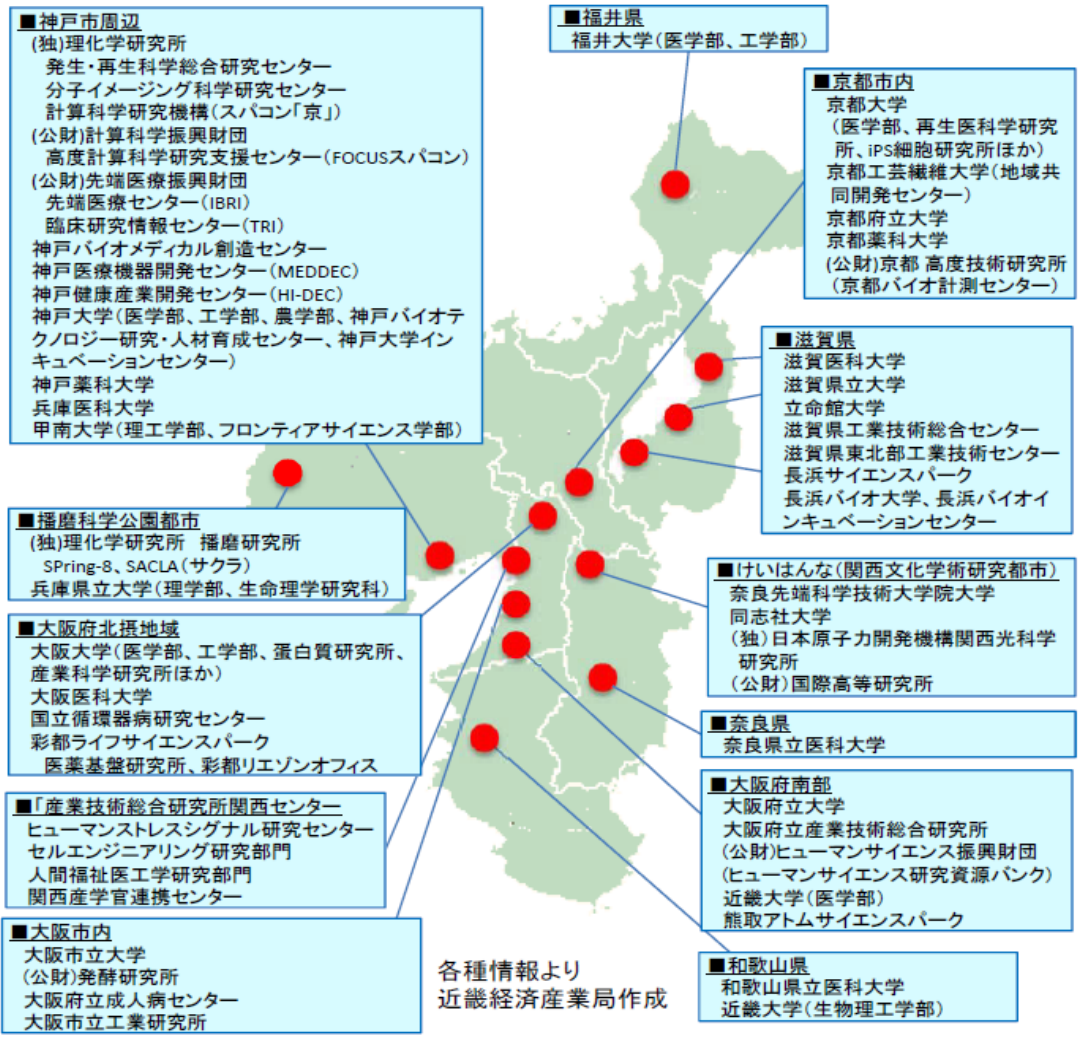 ■神戸市周辺
(独)理化学研究所
発生・再生科学総合研究センター
分子イメージング科学研究センター
計算科学研究機構(スパコン「京」)
(公財)計算科学振興財団
高度計算科学研究支援センター(FOCUSスパコン)
(公財)先端医療振興財団
先端医療センター(IBRI)
臨床研究情報センター(TRI)
神戸バイオメディカル創造センター
神戸医療機器開発センター(MEDDEC)
神戸健康産業開発センター(HI-DEC)
神戸大学(医学部、工学部、農学部、神戸バイオテ
クノロジー研究・人材育成センター、神戸大学イン
キュベーションセンター)
神戸薬科大学
兵庫医科大学
甲南大学(理工学部、フロンティアサイエンス学部)
■福井県
福井大学(医学部、工学部)
■京都市内
京都大学
(医学部、再生医科学研究
所、iPS細胞研究所ほか)
京都工芸繊維大学(地域共
同開発センター)
京都府立大学
京都薬科大学
(公財)京都 高度技術研究所
(京都バイオ計測センター)
■滋賀県
滋賀医科大学
滋賀県立大学
立命館大学
滋賀県工業技術総合センター
滋賀県東北部工業技術センター
長浜サイエンスパーク
長浜バイオ大学、長浜バイオイ
ンキュベーションセンター
■播磨科学公園都市
(独)理化学研究所 播磨研究所
SPring-8、SACLA(サクラ)
兵庫県立大学(理学部、生命理学研究科)
■けいはんな(関西文化学術研究都市)
奈良先端科学技術大学院大学
同志社大学
(独)日本原子力開発機構関西光科学
研究所
(公財)国際高等研究所
■大阪府北摂地域
大阪大学(医学部、工学部、蛋白質研究所、
産業科学研究所ほか)
大阪医科大学
国立循環器病研究センター
彩都ライフサイエンスパーク
医薬基盤研究所、彩都リエゾンオフィス
■奈良県
奈良県立医科大学
■「産業技術総合研究所関西センター
ヒューマンストレスシグナル研究センター
セルエンジニアリング研究部門
人間福祉医工学研究部門
関西産学官連携センター
■大阪府南部
大阪府立大学
大阪府立産業技術総合研究所
(公財)ヒューマンサイエンス振興財団
(ヒューマンサイエンス研究資源バンク)
近畿大学(医学部)
熊取アトムサイエンスパーク
■大阪市内
大阪市立大学
(公財)発酵研究所
大阪府立成人病センター
大阪市立工業研究所
■和歌山県
和歌山県立医科大学
近畿大学(生物理工学部)
各種情報より
近畿経済産業局作成